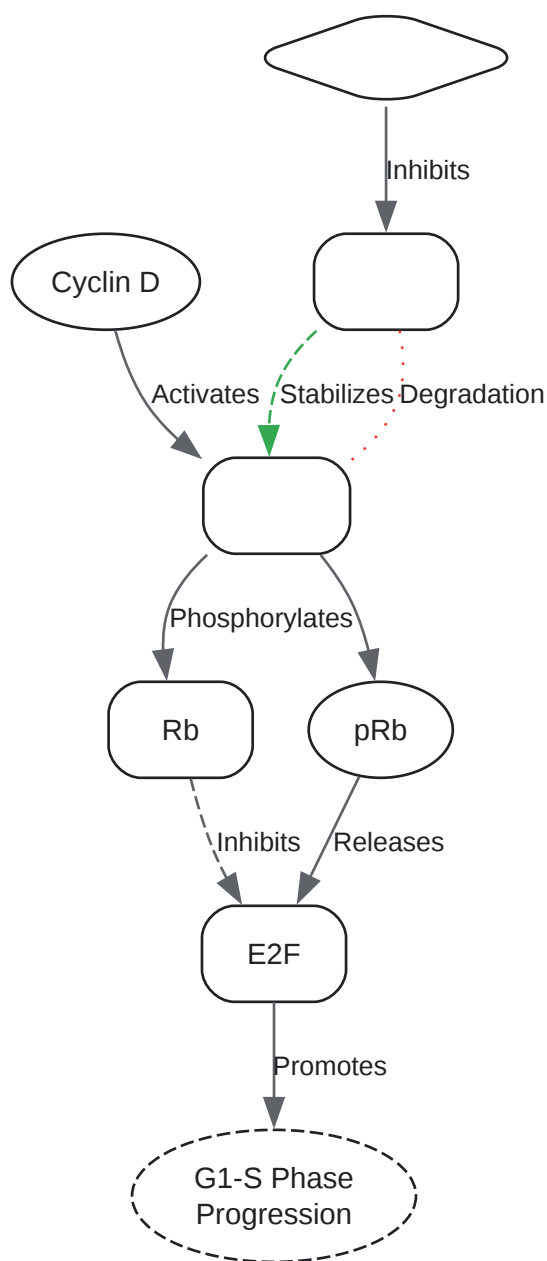 Inhibits
Cyclin D
Activates
Stabilizes
Degradation
Phosphorylates
Rb
pRb
Inhibits
Releases
E2F
Promotes
G1-S Phase
Progression